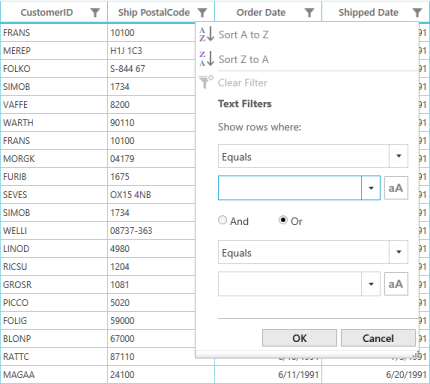 CustomerID Ship PostalCode Order Date Shipped Date
FRANS 10100 91
MEREP H1J 1C3 91
FOLKO S-844 67 91
SIMOB 1734 91
VAFFE 8200 91
WARTH 90110 91
FRANS 10100 91
MORGK 04179 91
FURIB 1675 91
SEVES OX15 4NB 91
SIMOB 1734 91
WELLI 08737-363 91
LINOD 4980 91
RICSU 1204 91
GROSR 1081 91
PICCO 5020 91
FOLIG 59000 91
BLONP 67000 91
RATTC 87110
MAGAA 24100 6/11/1991 6/20/1991
A Z Sort A to Z
Z A Sort Z to A
Clear Filter
Text Filters
Show rows where:
Equals
aA
And Or
Equals
aA
OK Cancel